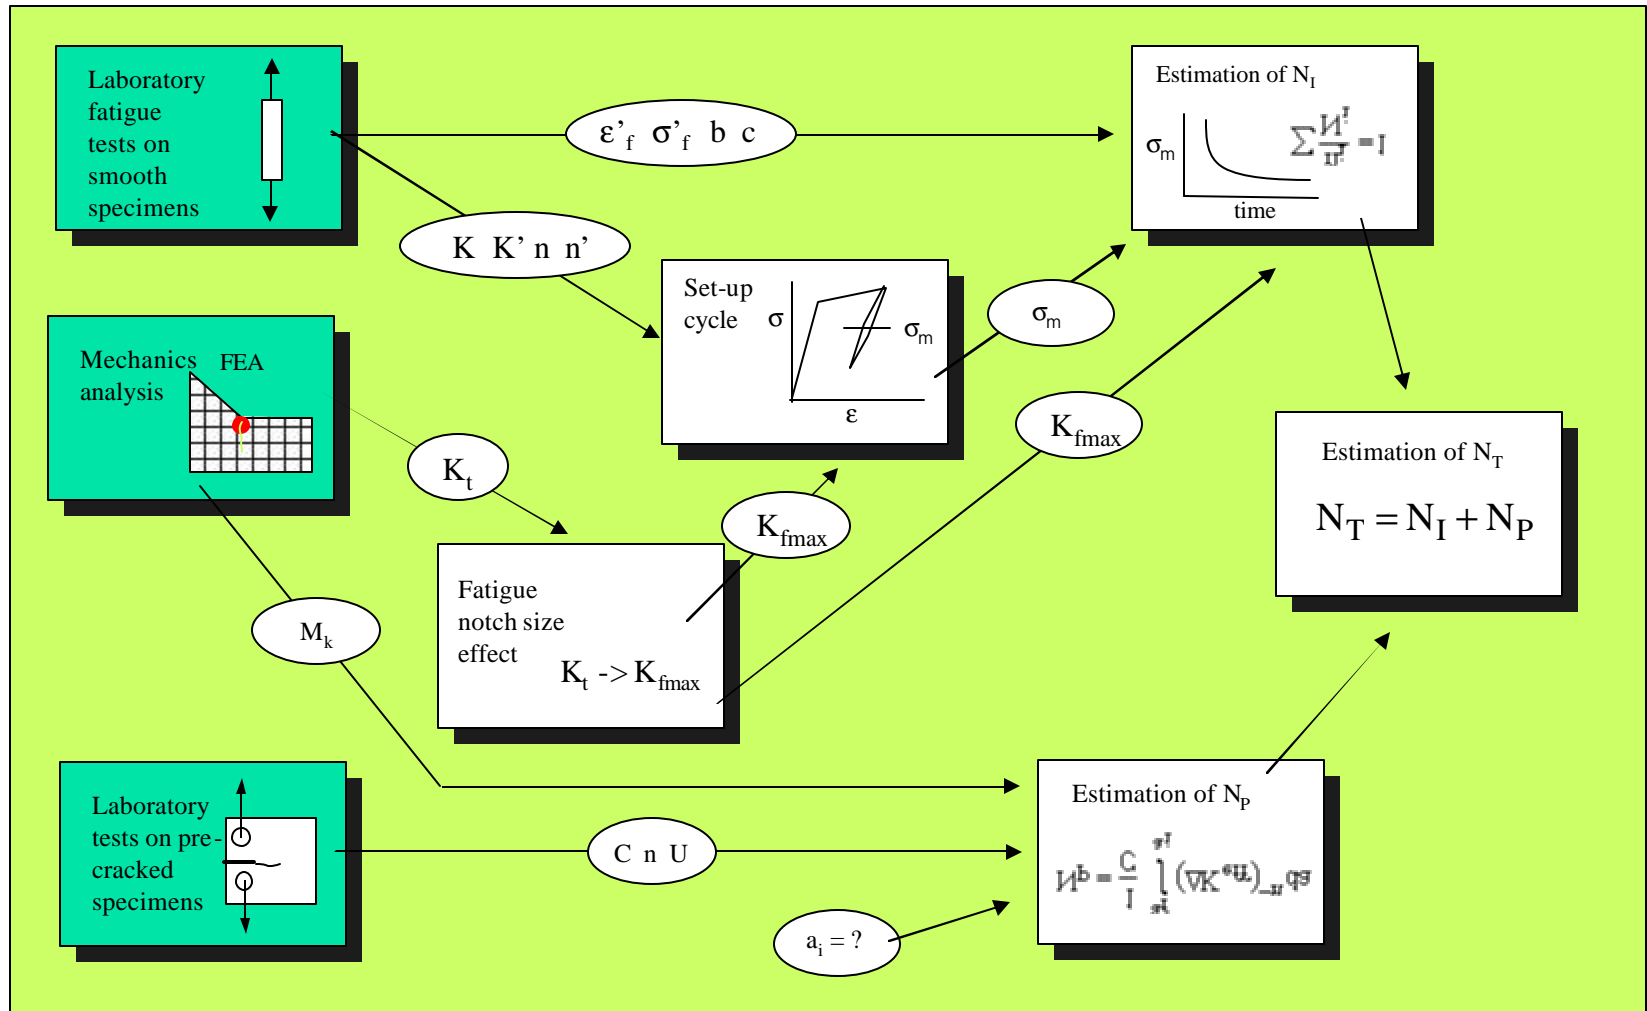 Laboratory
fatigue
tests on
smooth
specimens
ε’f σ’f b c
Estimation of NI
σm
time
K K’ n n’
Set-up
cycle
σ
σm
ε
σm
Mechanics FEA
analysis
Kt
Kfmax
Kfmax
Estimation of NT
NT = NI + NP
Fatigue
notch size
effect
Kt -> Kfmax
Mk
Laboratory
tests on pre-
cracked
specimens
C n U
ai = ?
Estimation of NP